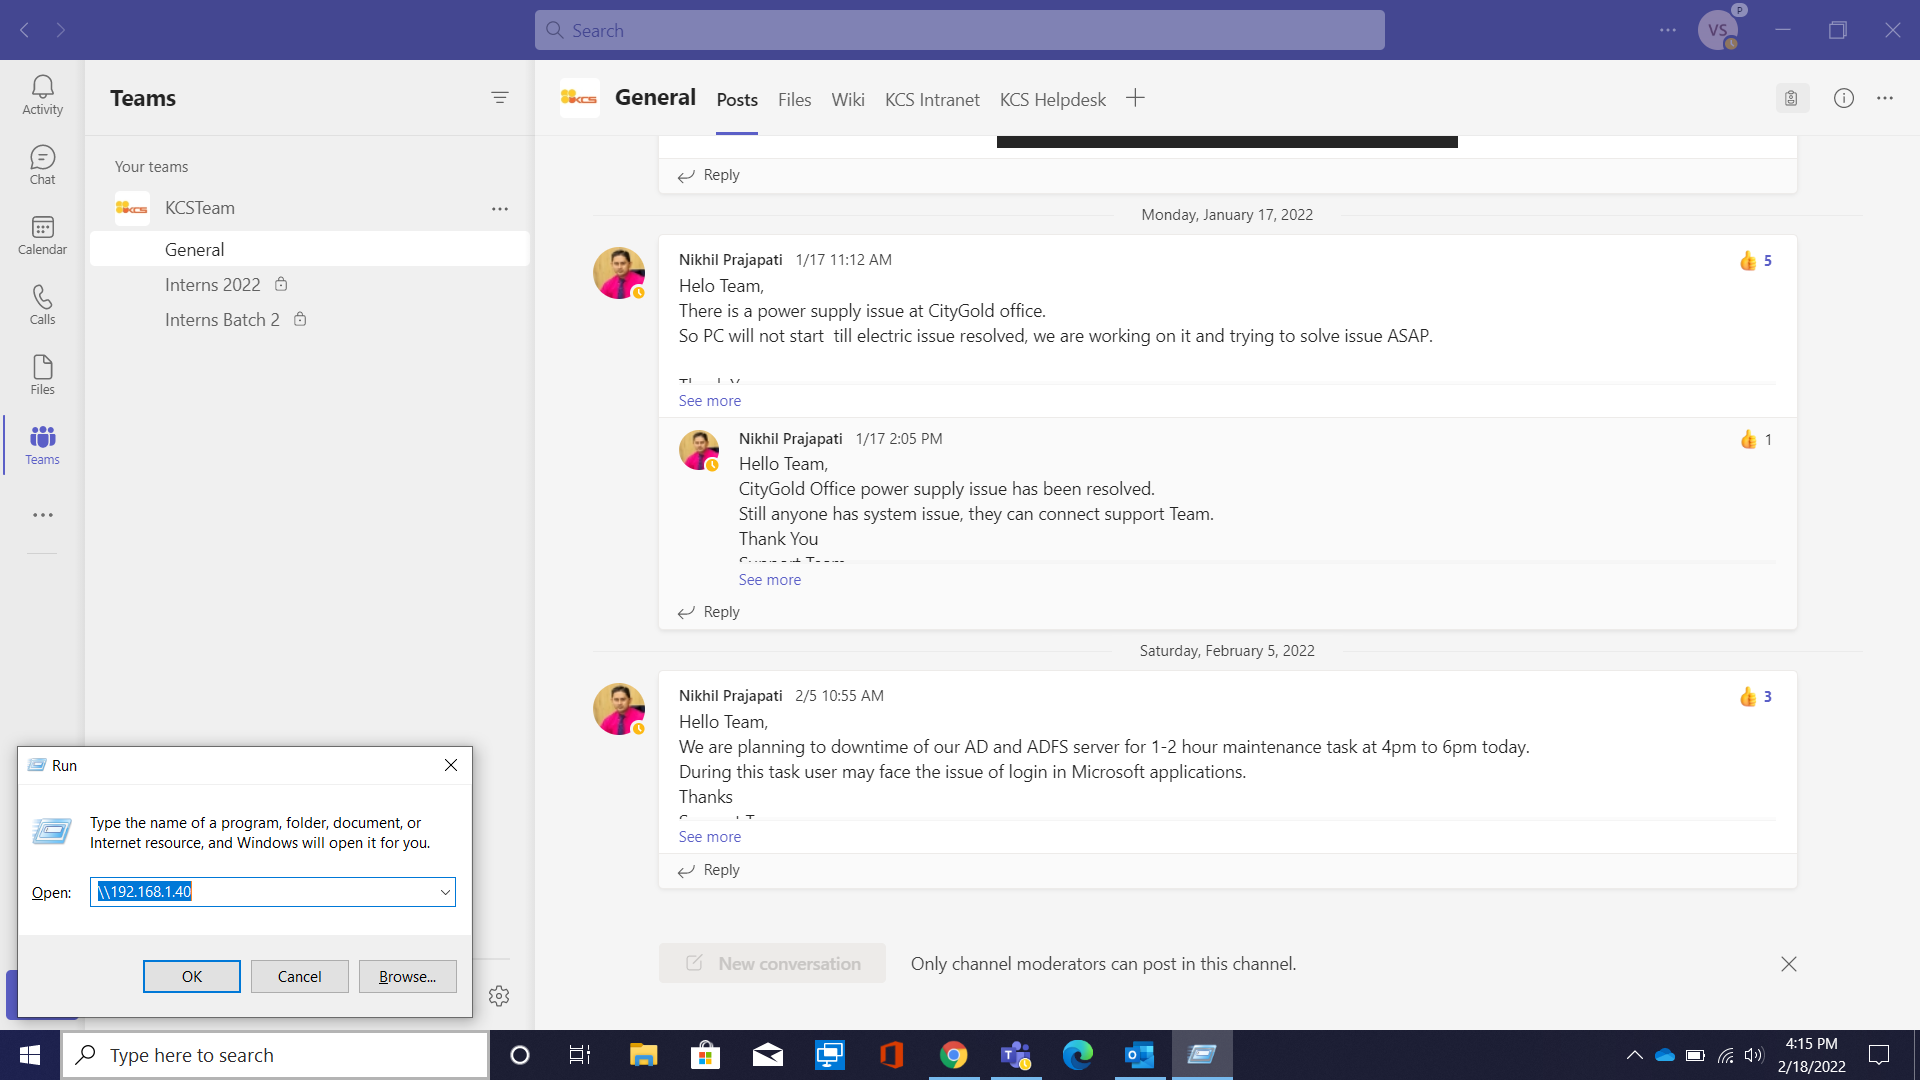 Search
VS
P
Activity
Chat
Calendar
Calls
Files
Teams
Teams
Your teams
KCS
KCSTeam
General
Interns 2022
Interns Batch 2
KCS
General
Posts
Files
Wiki
KCS Intranet
KCS Helpdesk
Reply
Monday, January 17, 2022
Nikhil Prajapati 1/17 11:12 AM
5
Helo Team,
There is a power supply issue at CityGold office.
So PC will not start till electric issue resolved, we are working on it and trying to solve issue ASAP.
See more
Nikhil Prajapati 1/17 2:05 PM
1
Hello Team,
CityGold Office power supply issue has been resolved.
Still anyone has system issue, they can connect support Team.
Thank You
Support Team
See more
Reply
Saturday, February 5, 2022
Nikhil Prajapati 2/5 10:55 AM
3
Hello Team,
We are planning to downtime of our AD and ADFS server for 1-2 hour maintenance task at 4pm to 6pm today.
During this task user may face the issue of login in Microsoft applications.
Thanks
See more
Reply
New conversation
Only channel moderators can post in this channel.
Run
Type the name of a program, folder, document, or
Internet resource, and Windows will open it for you.
Open:
\\192.168.1.40
OK
Cancel
Browse...
Type here to search
4:15 PM
2/18/2022